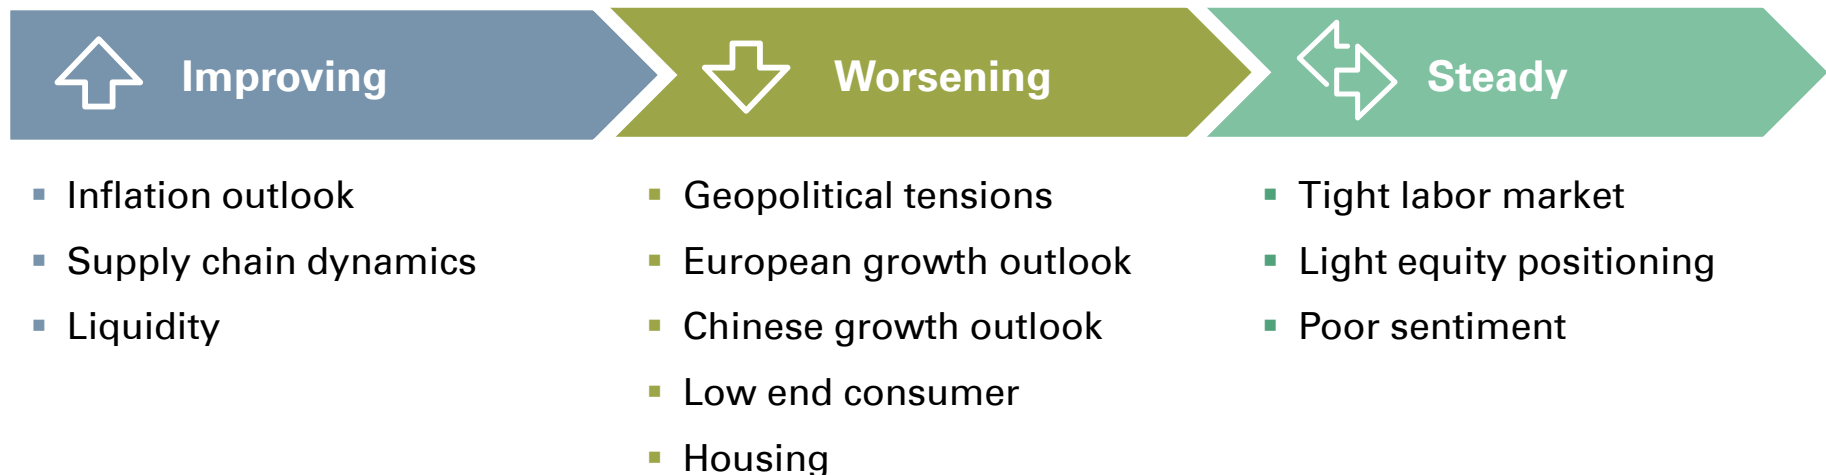 Improving
Inflation outlook
Supply chain dynamics
Liquidity
Worsening
Geopolitical tensions
European growth outlook
Chinese growth outlook
Low end consumer
Housing
Steady
Tight labor market
Light equity positioning
Poor sentiment